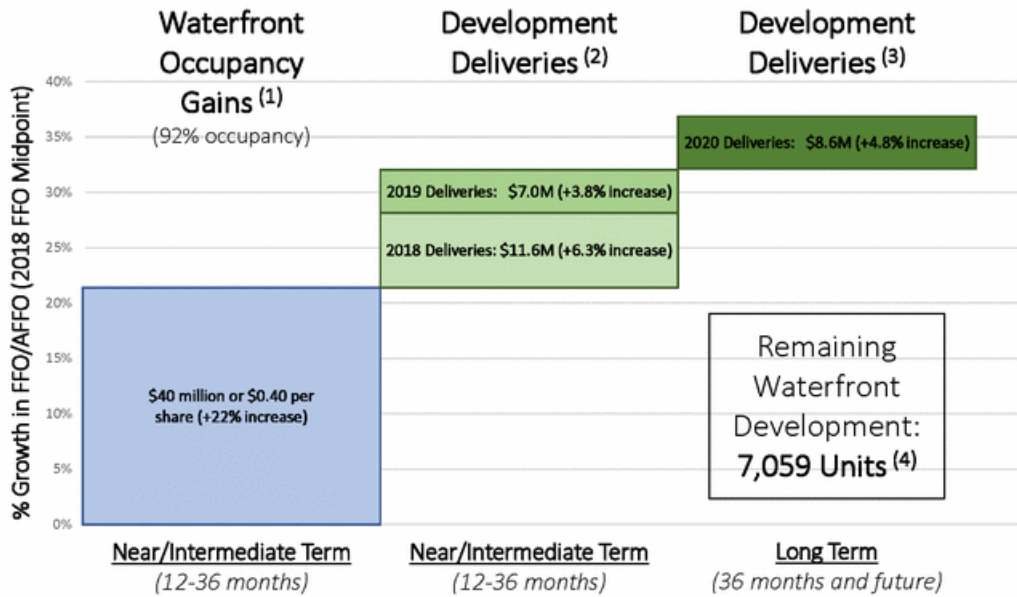 Waterfront
Occupancy
Gains (1)
(92% occupancy)
Development
Deliveries (2)
Development
Deliveries (3)
% Growth in FFO/AFFO (2018 FFO Midpoint)
40%
35%
30%
25%
20%
15%
10%
5%
0%
$40 million or $0.40 per
share (+22% increase)
2019 Deliveries: $7.0M (+3.8% increase)
2018 Deliveries: $11.6M (+6.3% increase)
2020 Deliveries: $8.6M (+4.8% increase)
Remaining
Waterfront
Development:
7,059 Units (4)
Near/Intermediate Term
(12-36 months)
Near/Intermediate Term
(12-36 months)
Long Term
(36 months and future)